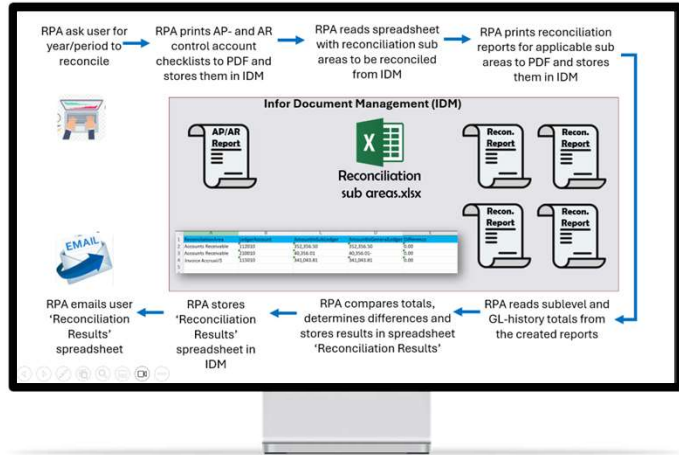 RPA ask user for
year/period to
reconcile
RPA prints AP- and AR
control account
checklists to PDF and
stores them in IDM
RPA reads spreadsheet
with reconciliation sub
areas to be reconciled
from IDM
RPA prints reconciliation
reports for applicable sub
areas to PDF and stores
them in IDM
Infor Document Management (IDM)
AP/AR
Report
X
Reconciliation
sub areas.xlsx
Recon.
Report
Recon.
Report
Recon.
Report
Recon.
Report
Accounts Receivable
Accounts Receivable
EMAIL
RPA emails user
‘Reconciliation
Results’
spreadsheet
RPA stores
‘Reconciliation
Results’
spreadsheet in
IDM
RPA compares totals,
determines differences and
stores results in spreadsheet
‘Reconciliation Results’
RPA reads sublevel and
GL-history totals from
the created reports